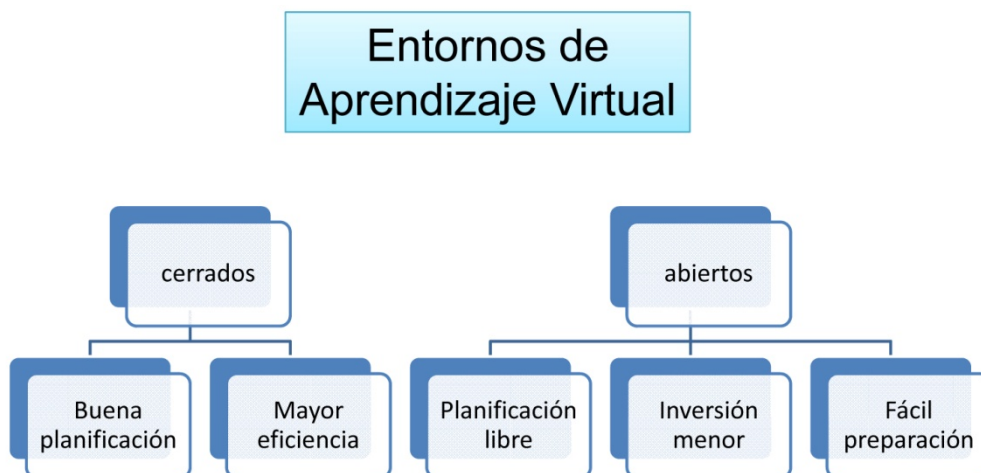 Entornos de
Aprendizaje Virtual
cerrados
abiertos
Buena
planificación
Mayor
eficiencia
Planificación
libre
Inversión
menor
Fácil
preparación